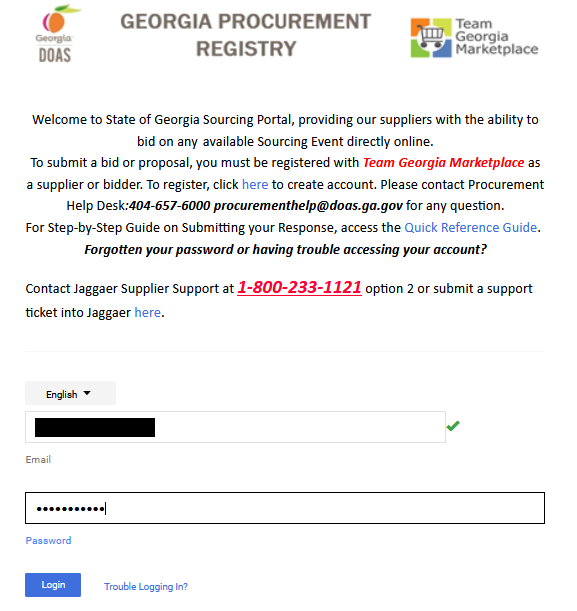 Georgia
DOAS
GEORGIA PROCUREMENT
REGISTRY
Team
Georgia
Marketplace
Welcome to State of Georgia Sourcing Portal, providing our suppliers with the ability to
bid on any available Sourcing Event directly online.
To submit a bid or proposal, you must be registered with Team Georgia Marketplace as
a supplier or bidder. To register, click here to create account. Please contact Procurement
Help Desk:404-657-6000 procurementhelp@doas.ga.gov for any question.
For Step-by-Step Guide on Submitting your Response, access the Quick Reference Guide.
Forgotten your password or having trouble accessing your account?
Contact Jaggaer Supplier Support at 1-800-233-1121 option 2 or submit a support
ticket into Jaggaer here.
English
Email
•••••••••••
Password
Login Trouble Logging In?